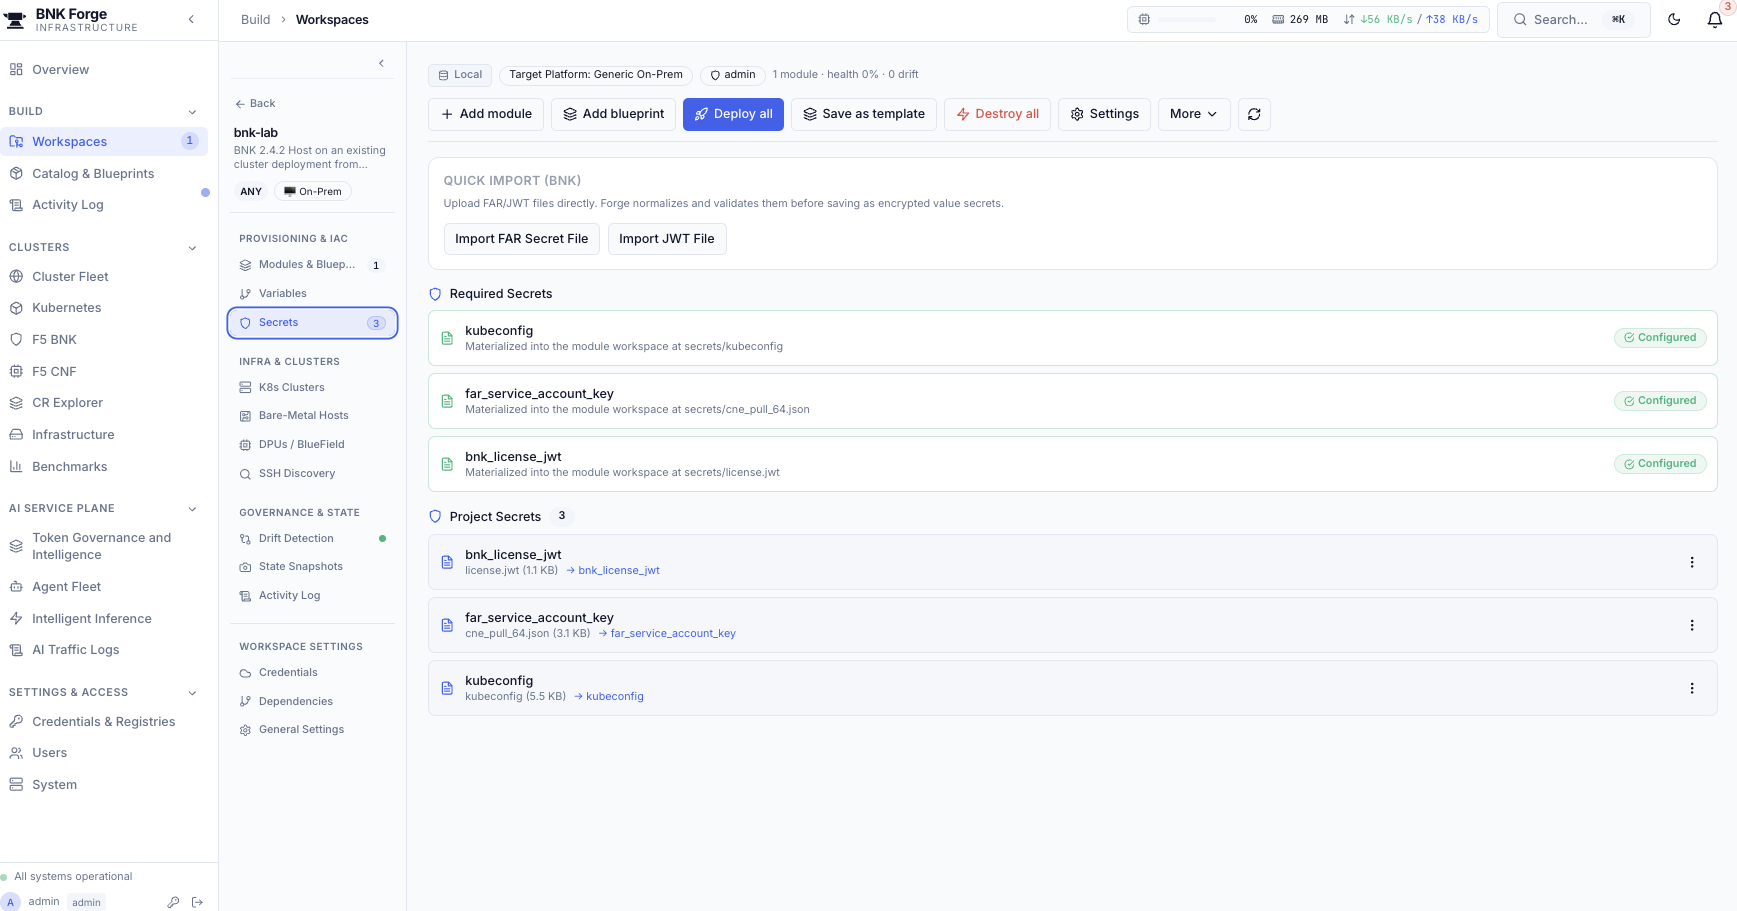 BNK Forge
INFRASTRUCTURE
Build > Workspaces
0% 269 MB ↓56 KB/s / ↑38 KB/s
Search... ⌘K
3
Overview
BUILD
Workspaces 1
Catalog & Blueprints
Activity Log
CLUSTERS
Cluster Fleet
Kubernetes
F5 BNK
F5 CNF
CR Explorer
Infrastructure
Benchmarks
AI SERVICE PLANE
Token Governance and
Intelligence
Agent Fleet
Intelligent Inference
AI Traffic Logs
SETTINGS & ACCESS
Credentials & Registries
Users
System
All systems operational
A admin admin
← Back
bnk-lab
BNK 2.4.2 Host on an existing
cluster deployment from...
ANY On-Prem
PROVISIONING & IAC
Modules & Bluep... 1
Variables
Secrets 3
INFRA & CLUSTERS
K8s Clusters
Bare-Metal Hosts
DPUs / BlueField
SSH Discovery
GOVERNANCE & STATE
Drift Detection
State Snapshots
Activity Log
WORKSPACE SETTINGS
Credentials
Dependencies
General Settings
Local Target Platform: Generic On-Prem admin 1 module · health 0% · 0 drift
+ Add module Add blueprint Deploy all Save as template Destroy all Settings More
QUICK IMPORT (BNK)
Upload FAR/JWT files directly. Forge normalizes and validates them before saving as encrypted value secrets.
Import FAR Secret File Import JWT File
Required Secrets
kubeconfig
Materialized into the module workspace at secrets/kubeconfig
Configured
far_service_account_key
Materialized into the module workspace at secrets/cne_pull_64.json
Configured
bnk_license_jwt
Materialized into the module workspace at secrets/license.jwt
Configured
Project Secrets 3
bnk_license_jwt
license.jwt (1.1 KB) → bnk_license_jwt
far_service_account_key
cne_pull_64.json (3.1 KB) → far_service_account_key
kubeconfig
kubeconfig (5.5 KB) → kubeconfig